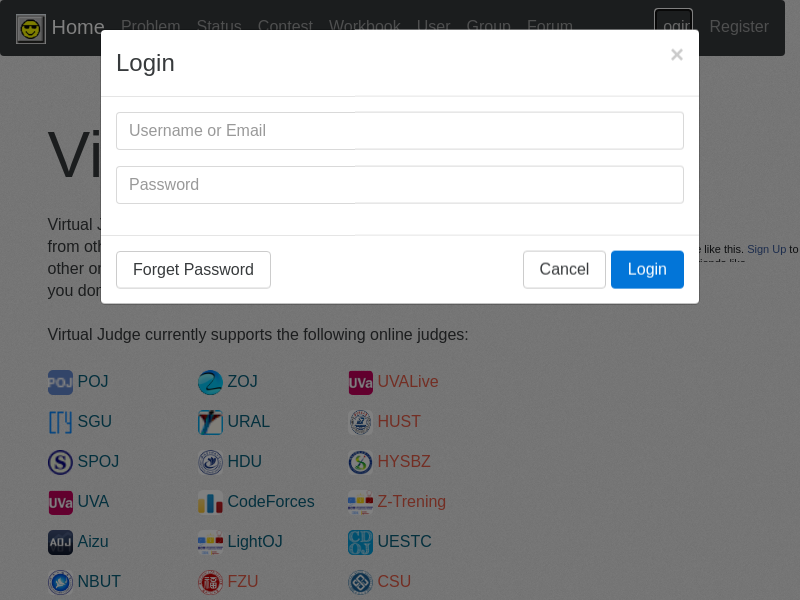 Home Problem Status Contest Workbook User Group Forum Register
Login
×
Username or Email
Password
Forget Password
Cancel
Login
Vi
Virtual J
from oth
other or
you don
like this. Sign Up to
Virtual Judge currently supports the following online judges:
POJ ZOJ UVALive
SGU URAL HUST
SPOJ HDU HYSBZ
UVa UVA CodeForces Z-Trening
Aizu LightOJ UESTC
NBUT FZU CSU